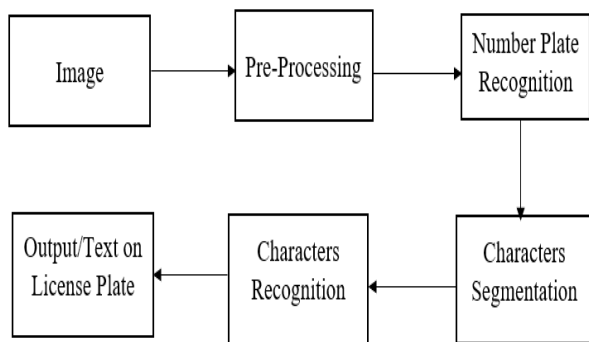 Image
Pre-Processing
Number Plate
Recognition
Characters
Segmentation
Characters
Recognition
Output/Text on
License Plate